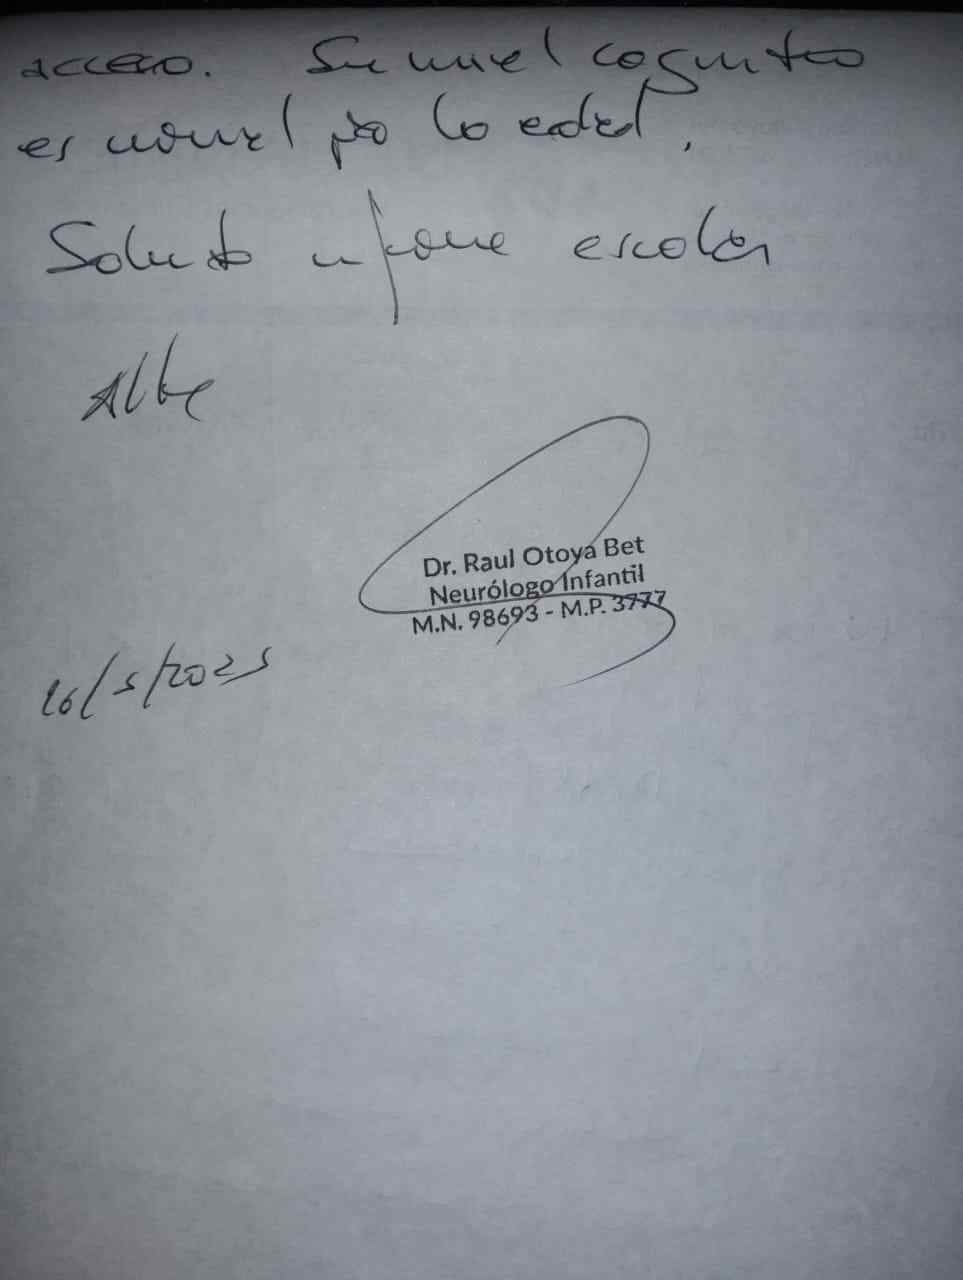 acceso. Su nivel cognitivo
es normal para la edad.
Solicito informe escolar
Dr. Raul Otoya Bet
Neurólogo Infantil
M.N. 98693 - M.P. 3777
26/5/2025